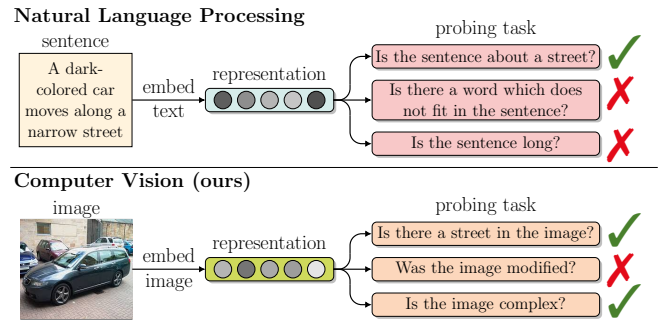 Natural Language Processing
sentence
A dark-
colored car
moves along a
narrow street
embed
text
representation
probing task
Is the sentence about a street?
Is there a word which does
not fit in the sentence?
Is the sentence long?
Computer Vision (ours)
image
embed
image
representation
probing task
Is there a street in the image?
Was the image modified?
Is the image complex?